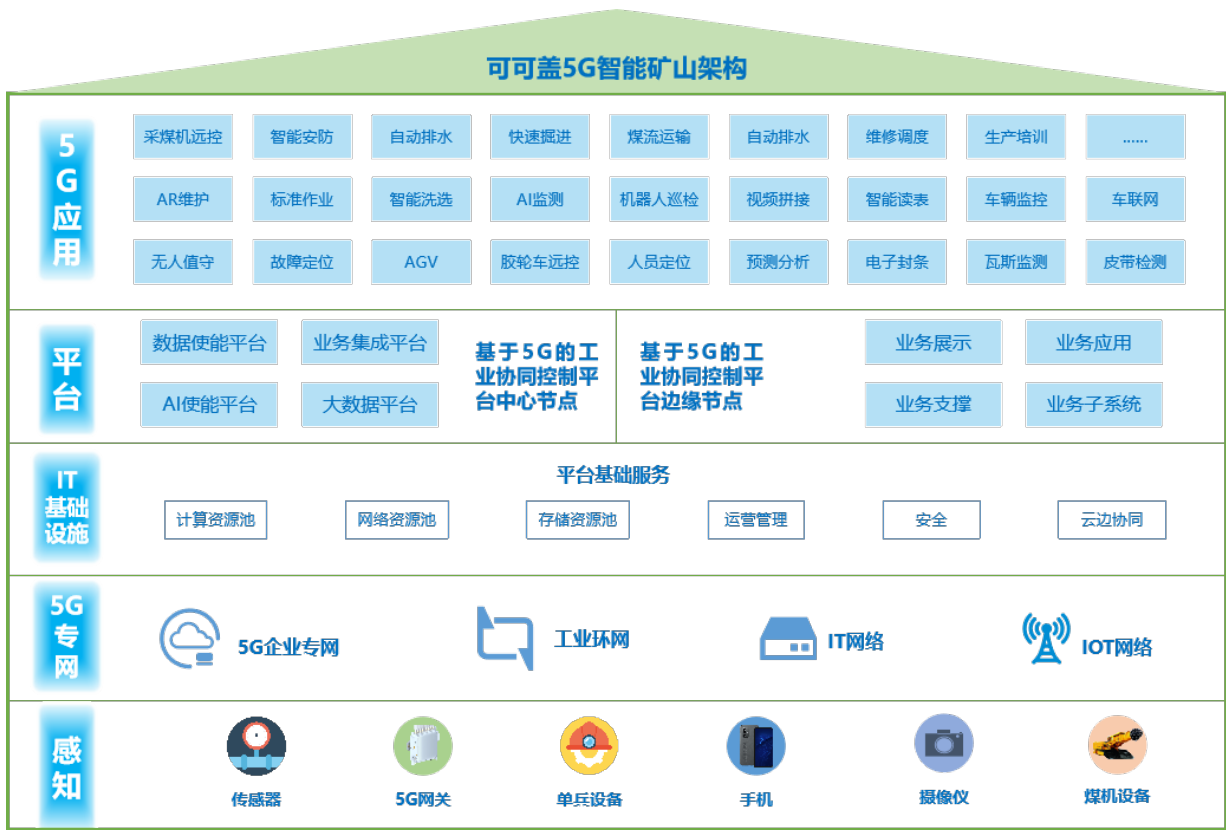 可可盖5G智能矿山架构
5
G
应
用
采煤机远控 智能安防 自动排水 快速掘进 煤流运输 自动排水 维修调度 生产培训 ......
AR维护 标准作业 智能洗选 AI监测 机器人巡检 视频拼接 智能读表 车辆监控 车联网
无人值守 故障定位 AGV 胶轮车远控 人员定位 预测分析 电子封条 瓦斯监测 皮带检测
平
台
数据使能平台 业务集成平台
AI使能平台 大数据平台
基于5G的工
业协同控制平
台中心节点
基于5G的工
业协同控制平
台边缘节点
业务展示 业务应用
业务支撑 业务子系统
IT
基础
设施
平台基础服务
计算资源池 网络资源池 存储资源池 运营管理 安全 云边协同
5G
专
网
5G企业专网 工业环网 IT网络 IOT网络
感
知
传感器 5G网关 单兵设备 手机 摄像仪 煤机设备